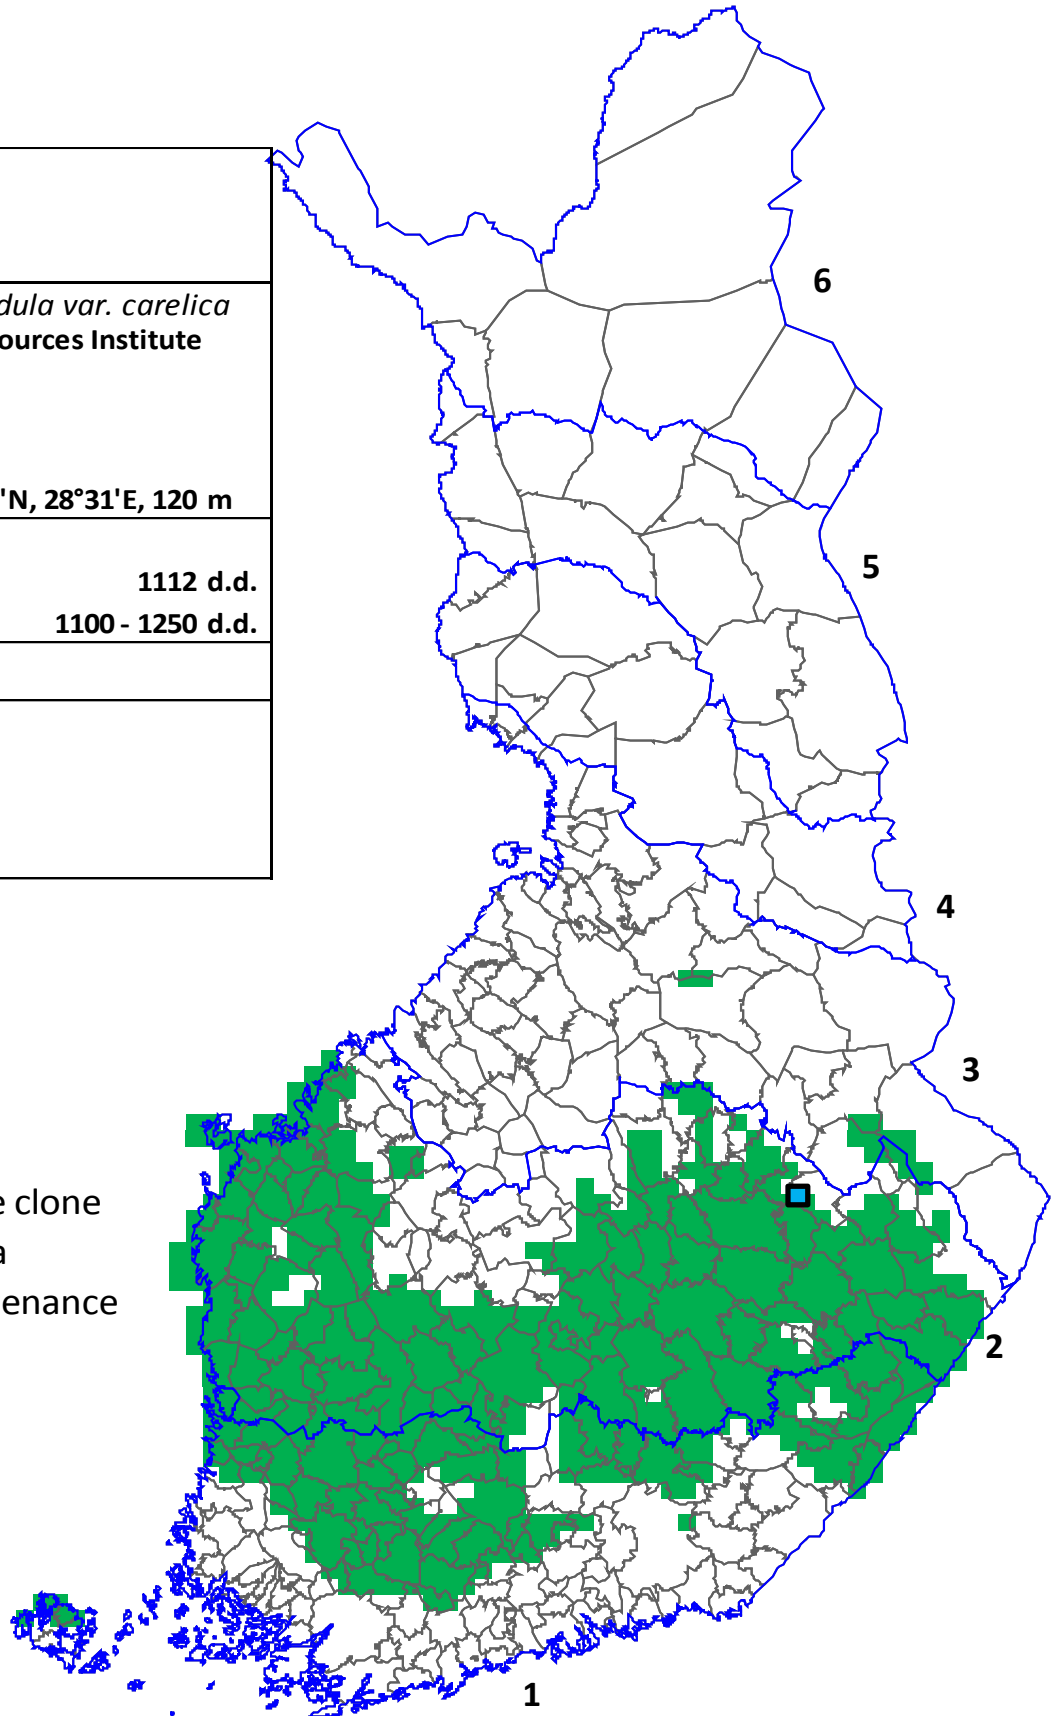 dula var. carelica
ources Institute
'N, 28°31'E, 120 m
1112 d.d.
1100 - 1250 d.d.
6
5
4
3
e clone
a
enance
2
1